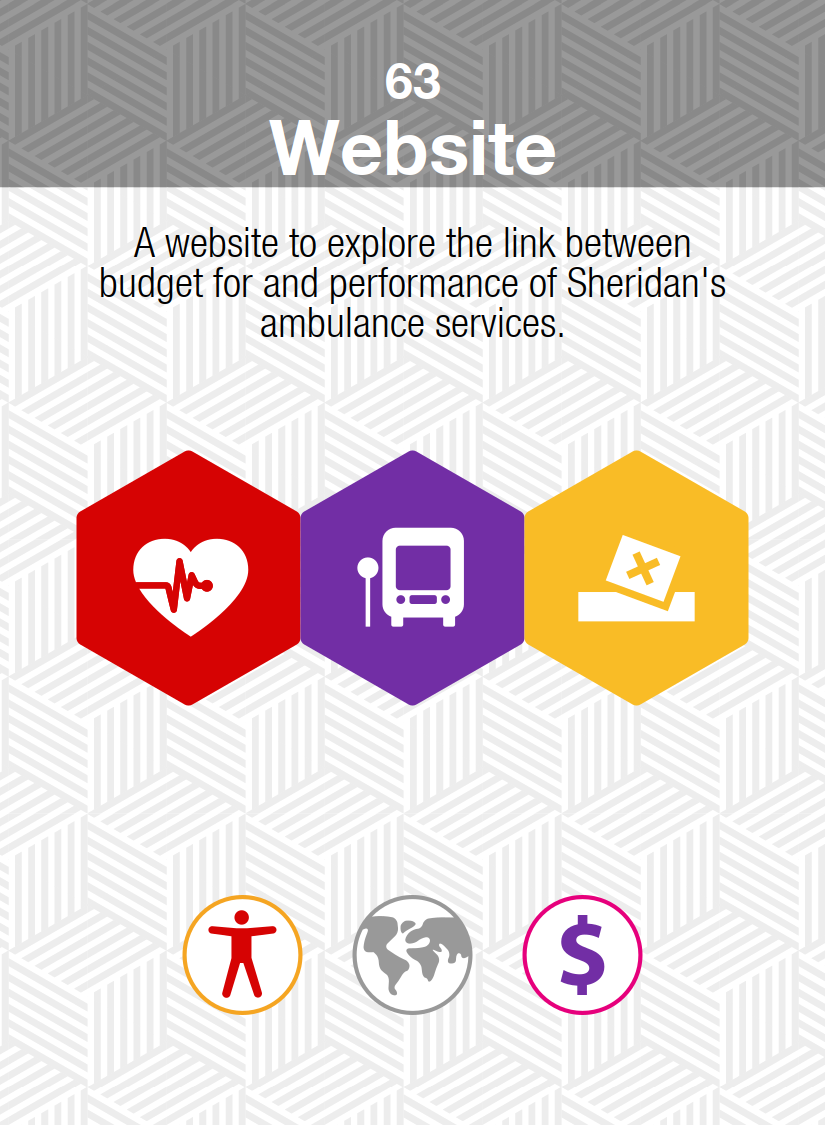 63
Website
A website to explore the link between
budget for and performance of Sheridan's
ambulance services.
$